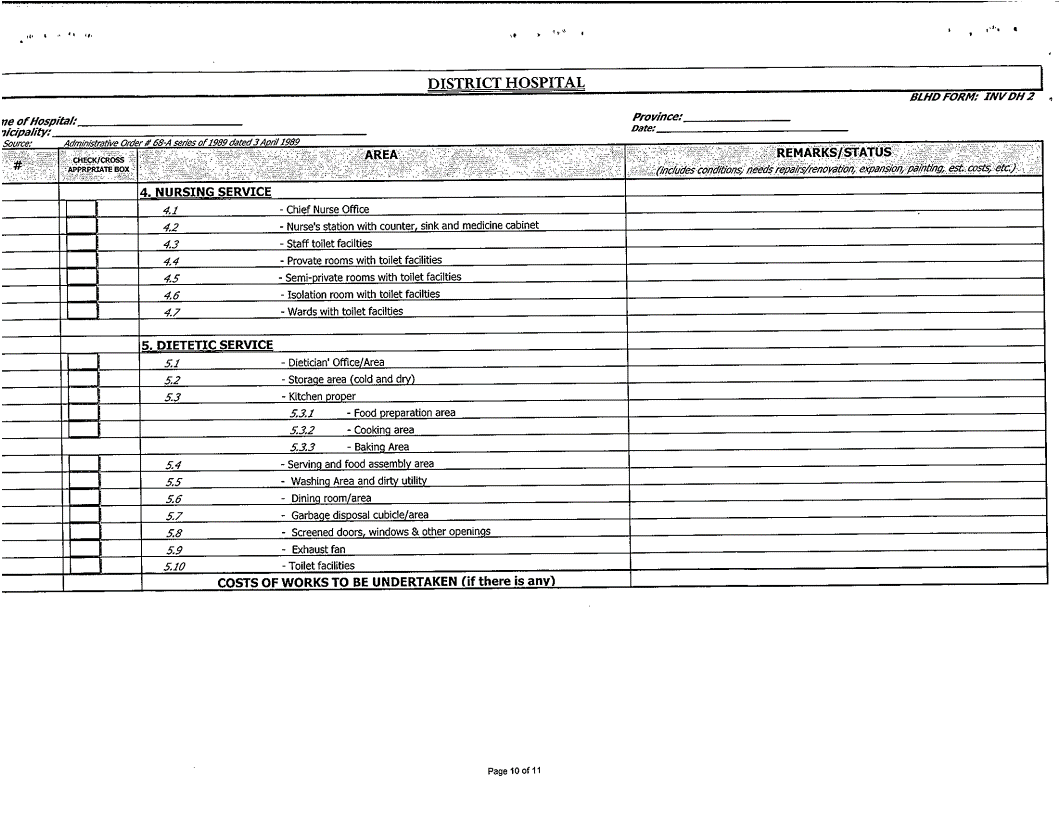 DISTRICT HOSPITAL
BLHD FORM: INV DH 2
ne of Hospital: Province:
nicipality: Date:
Source: Administrative Order # 68-A series of 1989 dated 3 April 1989
# CHECK/CROSS APPRPRIATE BOX AREA REMARKS/STATUS
(Includes conditions, needs repairs/renovation, expansion, painting, est. costs, etc.)
4. NURSING SERVICE
4.1 - Chief Nurse Office
4.2 - Nurse's station with counter, sink and medicine cabinet
4.3 - Staff toilet facilties
4.4 - Provate rooms with toilet facilities
4.5 - Semi-private rooms with toilet facilties
4.6 - Isolation room with toilet facilties
4.7 - Wards with toilet facilties
5. DIETETIC SERVICE
5.1 - Dietician' Office/Area
5.2 - Storage area (cold and dry)
5.3 - Kitchen proper
5.3.1 - Food preparation area
5.3.2 - Cooking area
5.3.3 - Baking Area
5.4 - Serving and food assembly area
5.5 - Washing Area and dirty utility
5.6 - Dining room/area
5.7 - Garbage disposal cubicle/area
5.8 - Screened doors, windows & other openings
5.9 - Exhaust fan
5.10 - Toilet facilities
COSTS OF WORKS TO BE UNDERTAKEN (if there is any)
Page 10 of 11